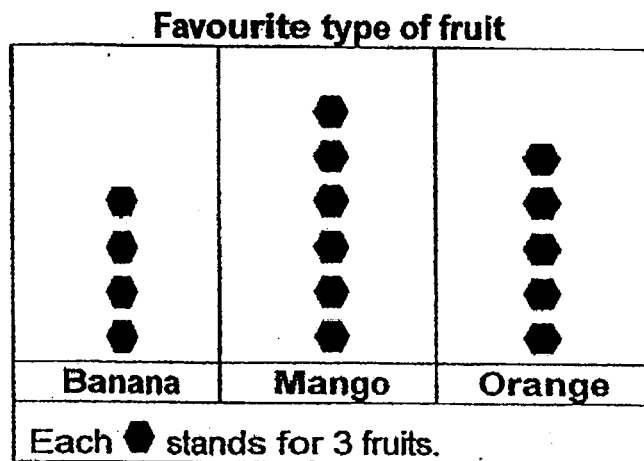 Favourite type of fruit
Banana Mango Orange
Each ⬢ stands for 3 fruits.